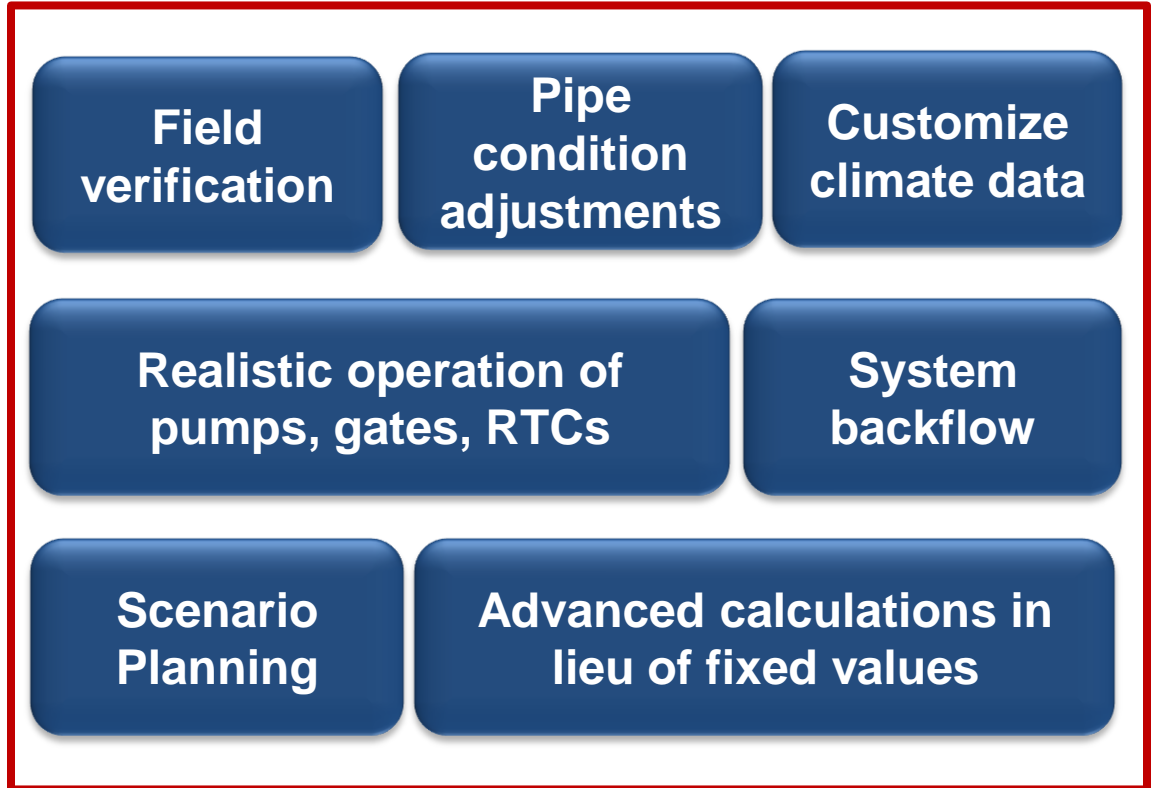 Field
verification
Pipe
condition
adjustments
Customize
climate data
Realistic operation of
pumps, gates, RTCs
System
backflow
Scenario
Planning
Advanced calculations in
lieu of fixed values